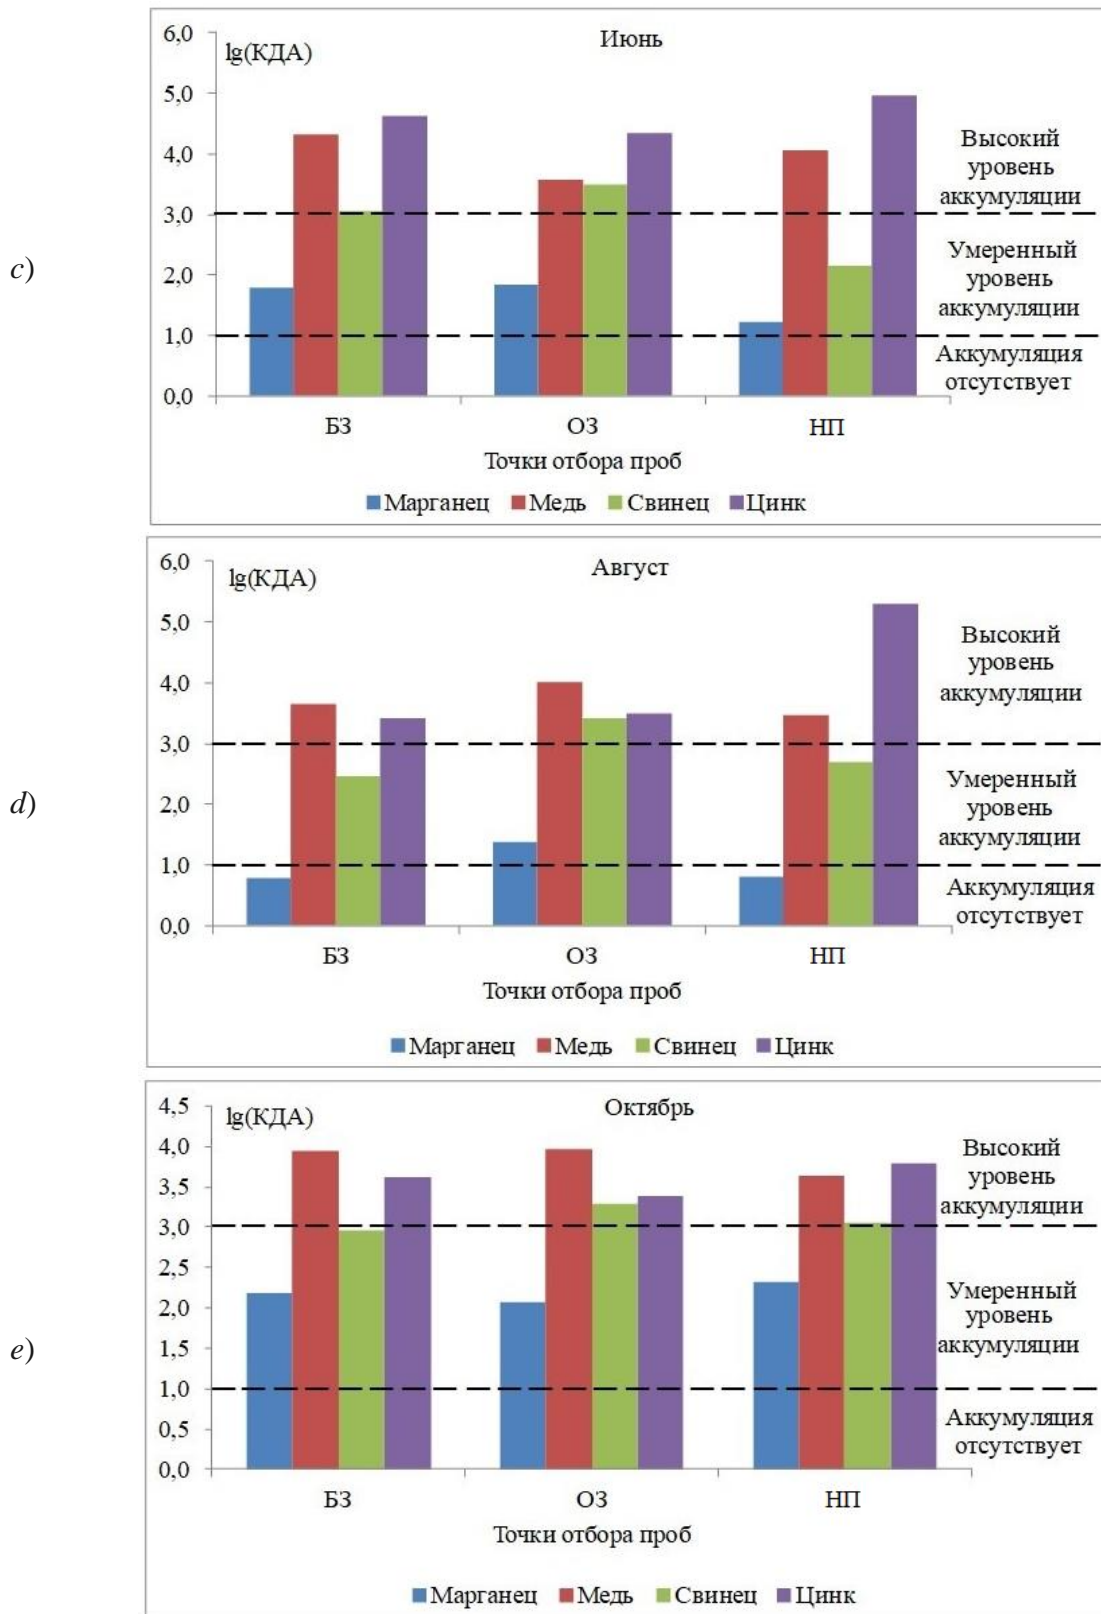 c)
6,0
lg(КДА)
Июнь
5,0
4,0
3,0
2,0
1,0
0,0
Высокий
уровень
аккумуляции
Умеренный
уровень
аккумуляции
Аккумуляция
отсутствует
БЗ ОЗ НП
Точки отбора проб
Марганец Медь Свинец Цинк
d)
6,0
lg(КДА)
Август
5,0
4,0
3,0
2,0
1,0
0,0
Высокий
уровень
аккумуляции
Умеренный
уровень
аккумуляции
Аккумуляция
отсутствует
БЗ ОЗ НП
Точки отбора проб
Марганец Медь Свинец Цинк
e)
4,5
lg(КДА)
Октябрь
4,0
3,5
3,0
2,5
2,0
1,5
1,0
0,5
0,0
Высокий
уровень
аккумуляции
Умеренный
уровень
аккумуляции
Аккумуляция
отсутствует
БЗ ОЗ НП
Точки отбора проб
Марганец Медь Свинец Цинк